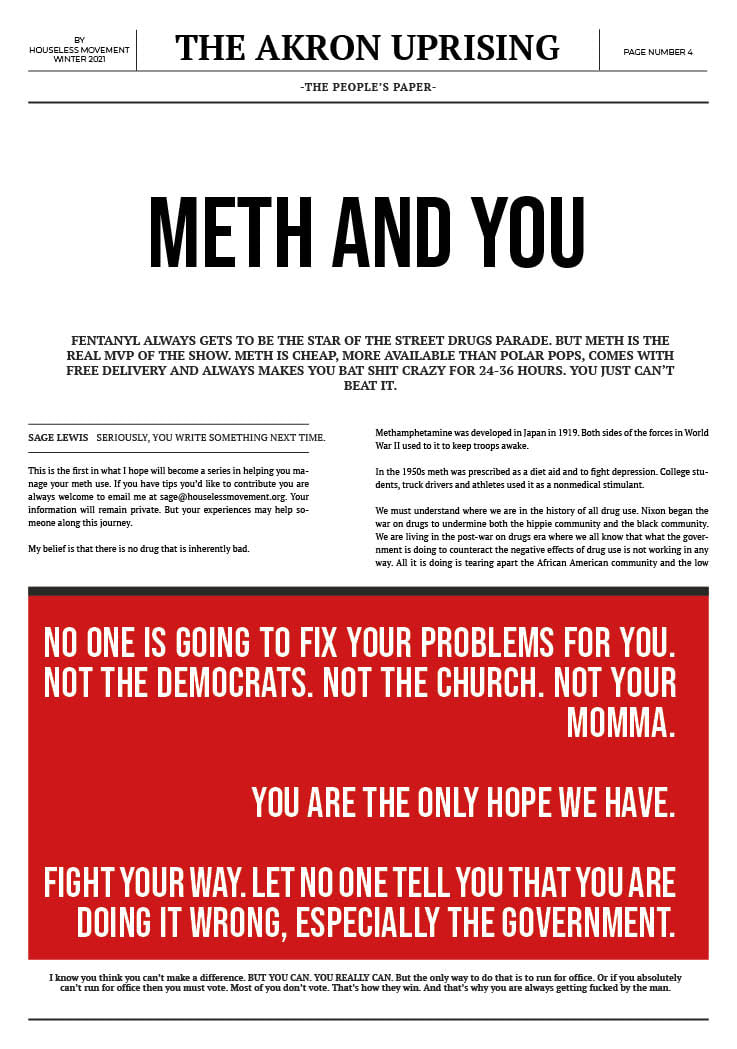 BY
HOUSELESS MOVEMENT
WINTER 2021
THE AKRON UPRISING
PAGE NUMBER 4
-THE PEOPLE'S PAPER-
METH AND YOU
FENTANYL ALWAYS GETS TO BE THE STAR OF THE STREET DRUGS PARADE. BUT METH IS THE
REAL MVP OF THE SHOW. METH IS CHEAP, MORE AVAILABLE THAN POLAR POPS, COMES WITH
FREE DELIVERY AND ALWAYS MAKES YOU BAT SHIT CRAZY FOR 24-36 HOURS. YOU JUST CAN'T
BEAT IT.
SAGE LEWIS SERIOUSLY, YOU WRITE SOMETHING NEXT TIME.
This is the first in what I hope will become a series in helping you ma-
nage your meth use. If you have tips you'd like to contribute you are
always welcome to email me at sage@houselessmovement.org. Your
information will remain private. But your experiences may help so-
meone along this journey.
My belief is that there is no drug that is inherently bad.
Methamphetamine was developed in Japan in 1919. Both sides of the forces in World
War II used to it to keep troops awake.
In the 1950s meth was prescribed as a diet aid and to fight depression. College stu-
dents, truck drivers and athletes used it as a nonmedical stimulant.
We must understand where we are in the history of all drug use. Nixon began the
war on drugs to undermine both the hippie community and the black community.
We are living in the post-war on drugs era where we all know that what the gover-
nment is doing to counteract the negative effects of drug use is not working in any
way. All it is doing is tearing apart the African American community and the low
NO ONE IS GOING TO FIX YOUR PROBLEMS FOR YOU.
NOT THE DEMOCRATS. NOT THE CHURCH. NOT YOUR
MOMMA.
YOU ARE THE ONLY HOPE WE HAVE.
FIGHT YOUR WAY. LET NO ONE TELL YOU THAT YOU ARE
DOING IT WRONG, ESPECIALLY THE GOVERNMENT.
I know you think you can't make a difference. BUT YOU CAN. YOU REALLY CAN. But the only way to do that is to run for office. Or if you absolutely
can't run for office then you must vote. Most of you don't vote. That's how they win. And that's why you are always getting fucked by the man.